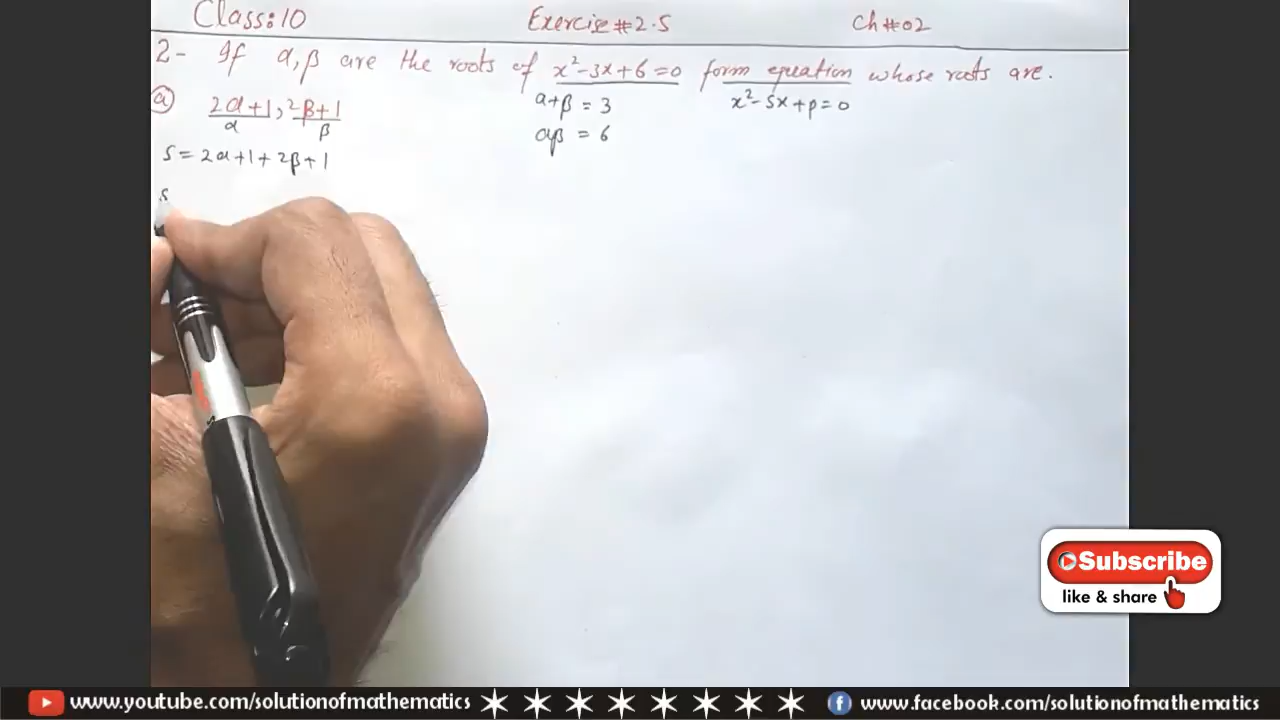 Class:10 Exercise #2.5 Ch #02
2- If α,β are the roots of x²-3x+6=0 form equation whose roots are.
(a) 2α+1, 2β+1 α+β = 3 x²-Sx+P=0
α β αβ = 6
S = 2α+1+2β+1
S
Subscribe
like & share
www.youtube.com/solutionofmathematics f www.facebook.com/solutionofmathematics